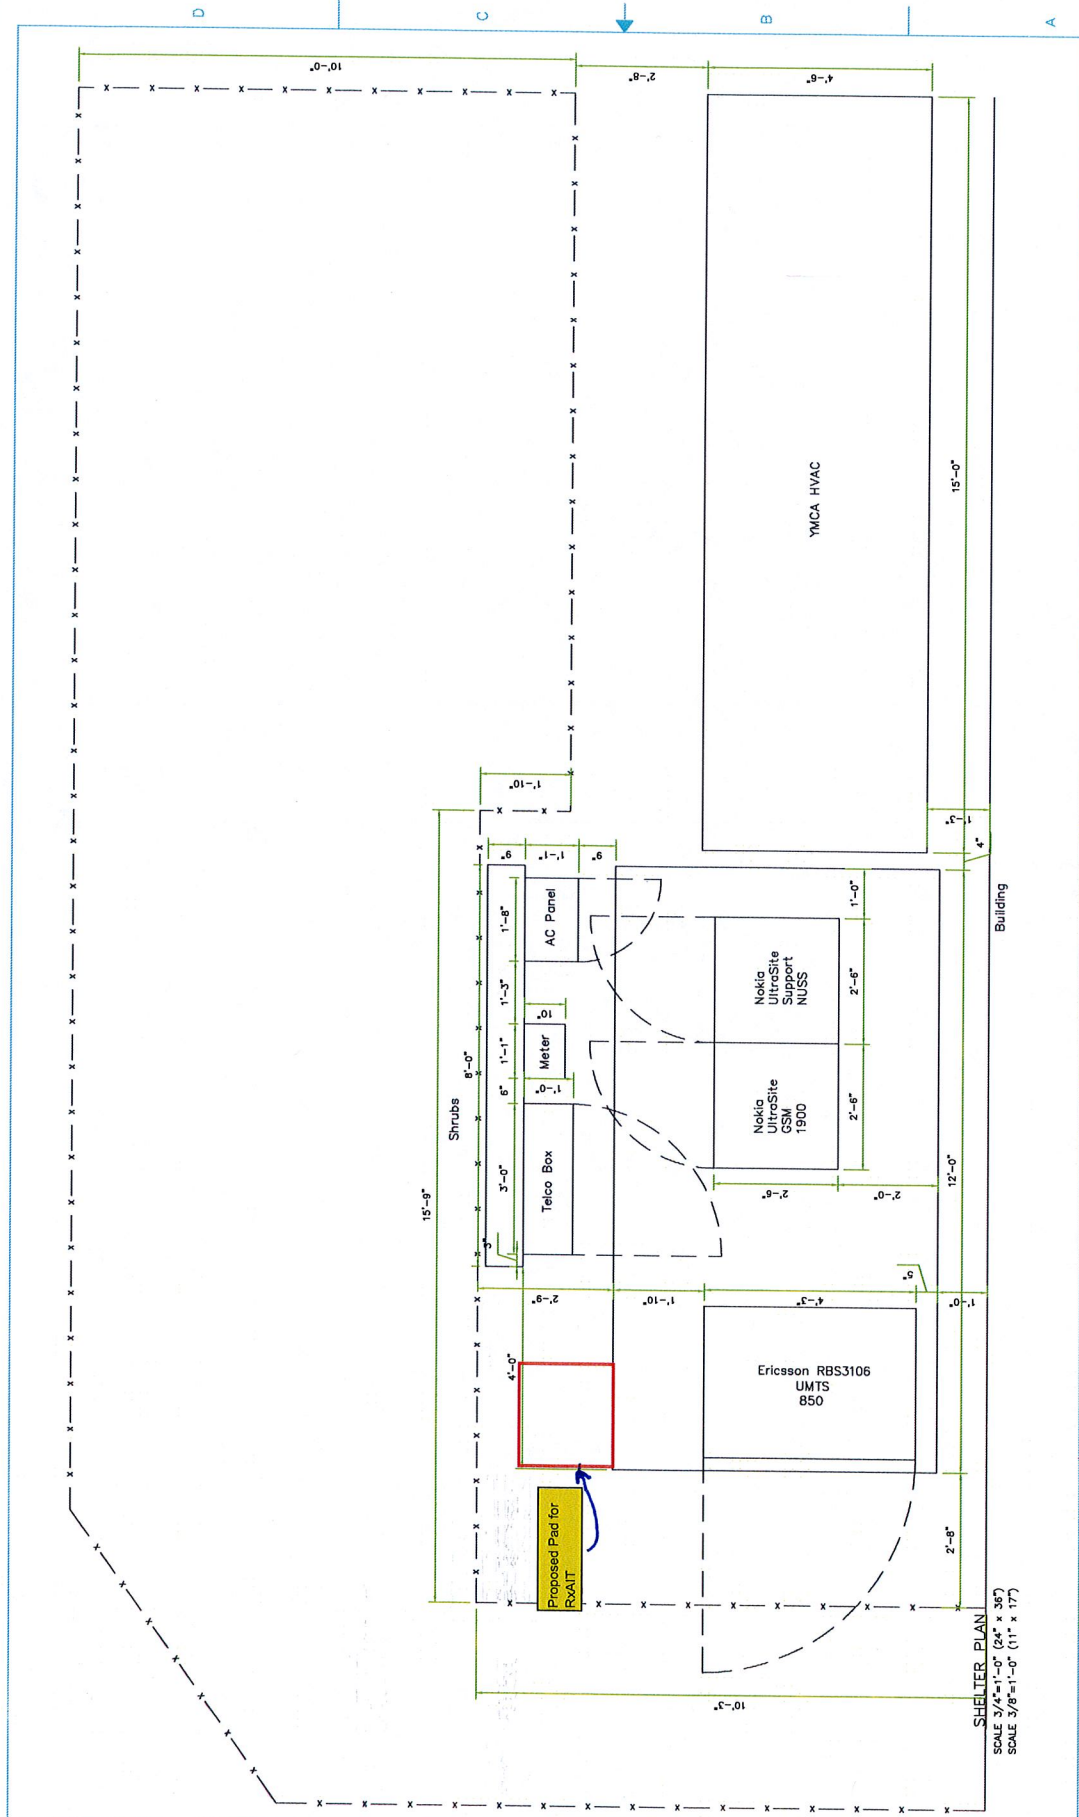 D
C
B
A
10'-0"
2'-8"
4'-6"
15'-0"
YMCA HVAC
1'-10"
1'-3"
4"
Building
15'-9"
Shrubs
8'-0"
9"
1'-1"
9"
1'-8"
AC Panel
1'-3"
10"
1'-1"
Meter
6"
1'-0"
3'-0"
Telco Box
3"
1'-0"
Nokia
UltraSite
Support
NUSS
2'-6"
Nokia
UltraSite
GSM
1900
2'-6"
2'-6"
2'-0"
12'-0"
5"
2'-9"
1'-10"
4'-3"
1'-0"
4'-0"
Ericsson RBS3106
UMTS
850
Proposed Pad for
RxAIT
2'-8"
10'-3"
SHELTER PLAN
SCALE 3/4"=1'-0" (24" x 36")
SCALE 3/8"=1'-0" (11" x 17")